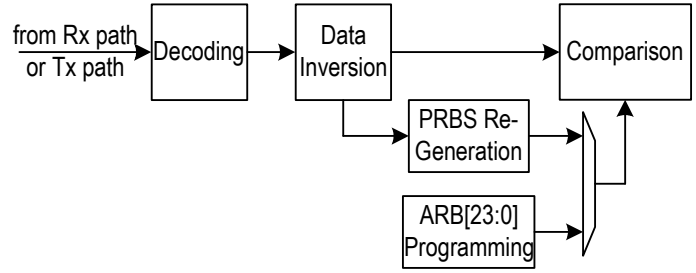 from Rx path
or Tx path
Decoding
Data
Inversion
Comparison
PRBS Re-
Generation
ARB[23:0]
Programming